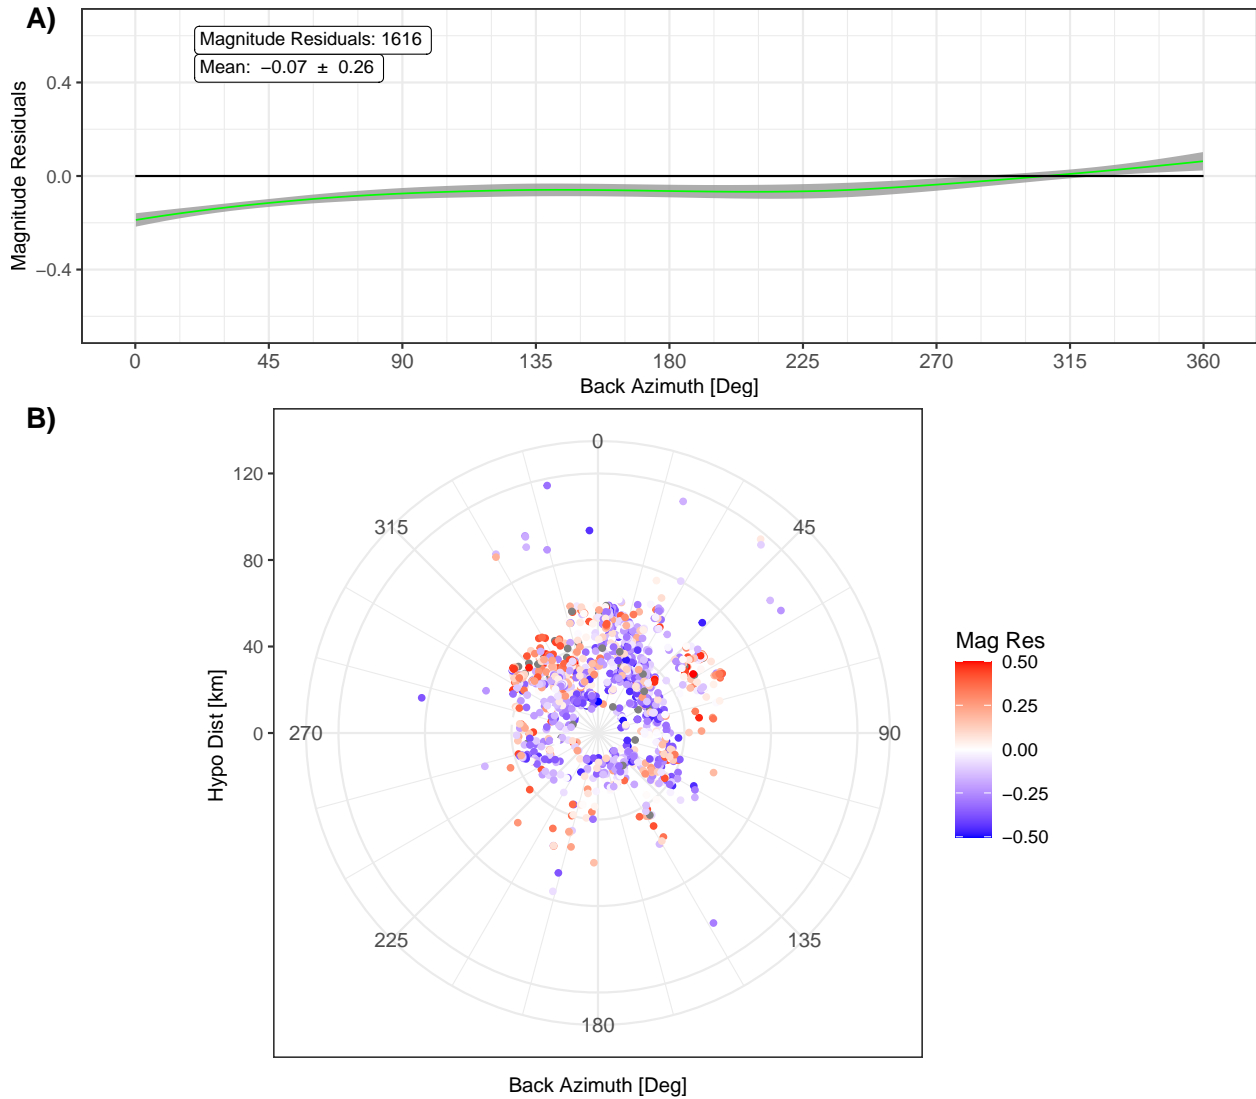 A)
Magnitude Residuals: 1616
Mean:  −0.07  ±  0.26
Magnitude Residuals
0.4
0.0
−0.4
0 45 90 135 180 225 270 315 360
Back Azimuth [Deg]
B)
Hypo Dist [km]
120
80
40
0
0
45
90
135
180
225
270
315
Back Azimuth [Deg]
Mag Res
0.50
0.25
0.00
−0.25
−0.50